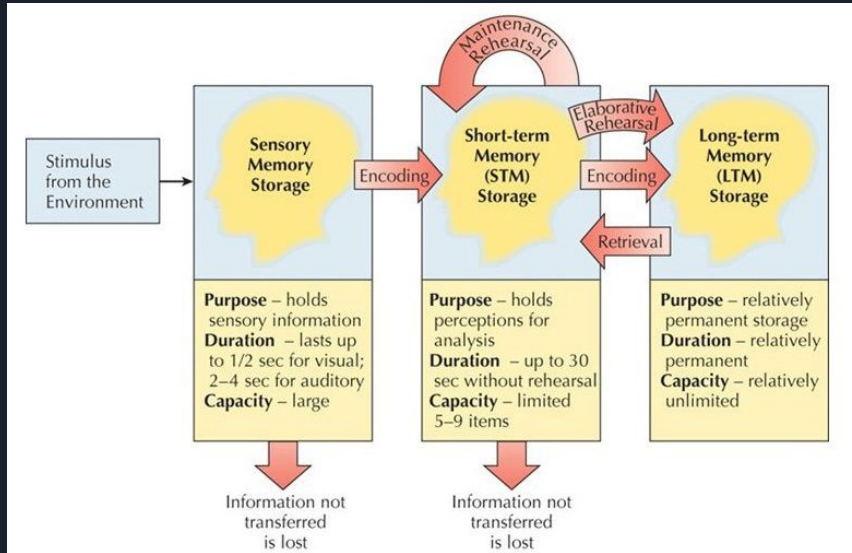 Maintenance
Rehearsal
Stimulus
from the
Environment
Sensory
Memory
Storage
Encoding
Short-term
Memory
(STM)
Storage
Elaborative
Rehearsal
Encoding
Retrieval
Long-term
Memory
(LTM)
Storage
Purpose – holds
sensory information
Duration – lasts up
to 1/2 sec for visual;
2–4 sec for auditory
Capacity – large
Purpose – holds
perceptions for
analysis
Duration – up to 30
sec without rehearsal
Capacity – limited
5–9 items
Purpose – relatively
permanent storage
Duration – relatively
permanent
Capacity – relatively
unlimited
Information not
transferred
is lost
Information not
transferred
is lost